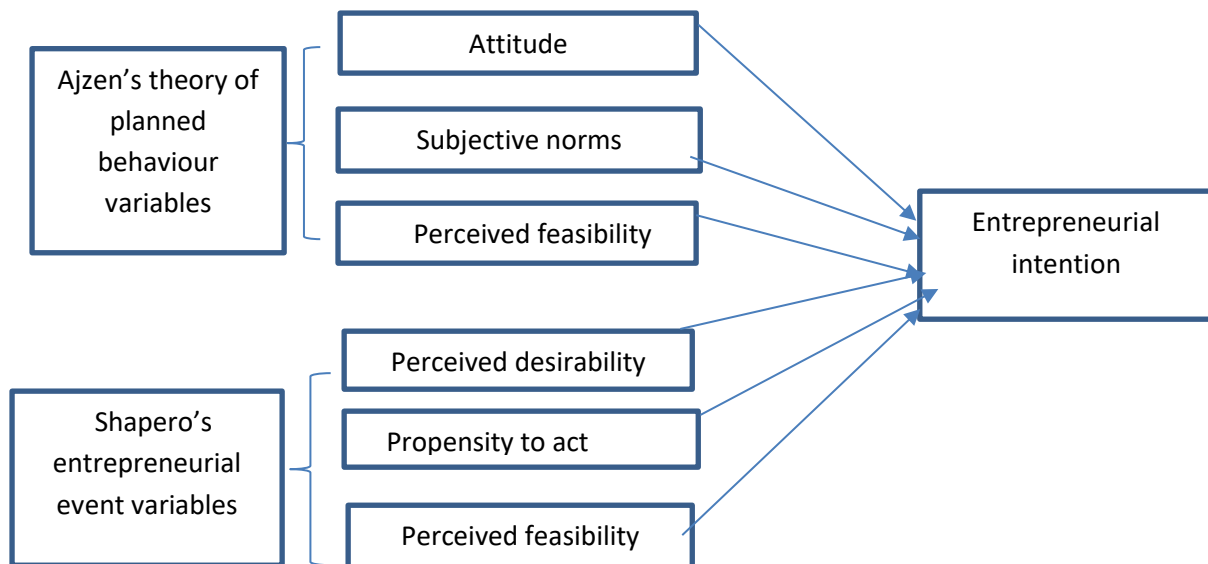 Ajzen’s theory of
planned
behaviour
variables
Attitude
Subjective norms
Perceived feasibility
Entrepreneurial
intention
Shapero’s
entrepreneurial
event variables
Perceived desirability
Propensity to act
Perceived feasibility